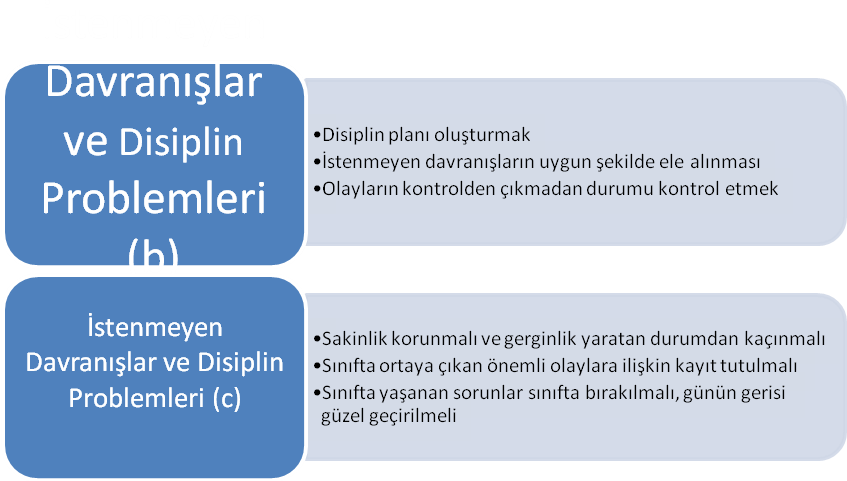 Davranışlar
ve Disiplin
Problemleri
(b)
•Disiplin planı oluşturmak
•İstenmeyen davranışların uygun şekilde ele alınması
•Olayların kontrolden çıkmadan durumu kontrol etmek
İstenmeyen
Davranışlar ve Disiplin
Problemleri (c)
•Sakinlik korunmalı ve gerginlik yaratan durumdan kaçınmalı
•Sınıfta ortaya çıkan önemli olaylara ilişkin kayıt tutulmalı
•Sınıfta yaşanan sorunlar sınıfta bırakılmalı, günün gerisi
güzel geçirilmeli